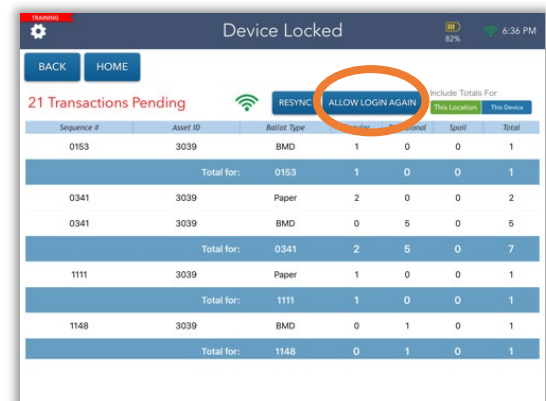 TRAINING
Device Locked
82%
6:36 PM
BACK HOME
21 Transactions Pending RESYNC ALLOW LOGIN AGAIN
Include Totals For
This Location This Device
Sequence # Asset ID Ballot Type Spoil Total
0153 3039 BMD 1 0 0 1
Total for: 0153 1 0 0 1
0341 3039 Paper 2 0 0 2
0341 3039 BMD 0 5 0 5
Total for: 0341 2 5 0 7
1111 3039 Paper 1 0 0 1
Total for: 1111 1 0 0 1
1148 3039 BMD 0 1 0 1
Total for: 1148 0 1 0 1